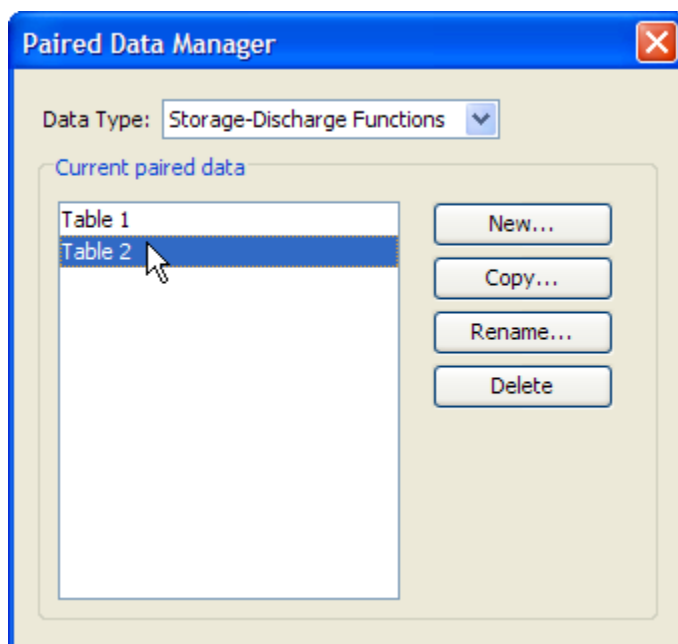 Paired Data Manager
Data Type: Storage-Discharge Functions
Current paired data
Table 1
Table 2
New...
Copy...
Rename...
Delete